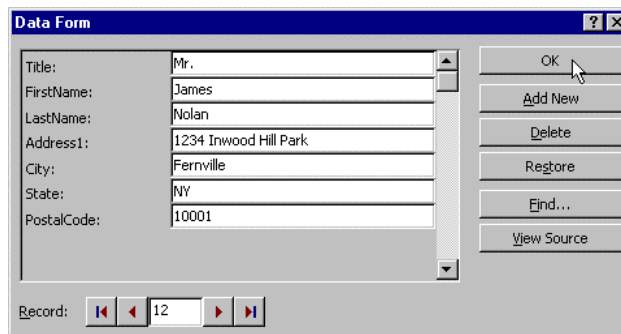 Data Form
Title: Mr.
FirstName: James
LastName: Nolan
Address1: 1234 Inwood Hill Park
City: Fernville
State: NY
PostalCode: 10001
OK
Add New
Delete
Restore
Find...
View Source
Record: 12